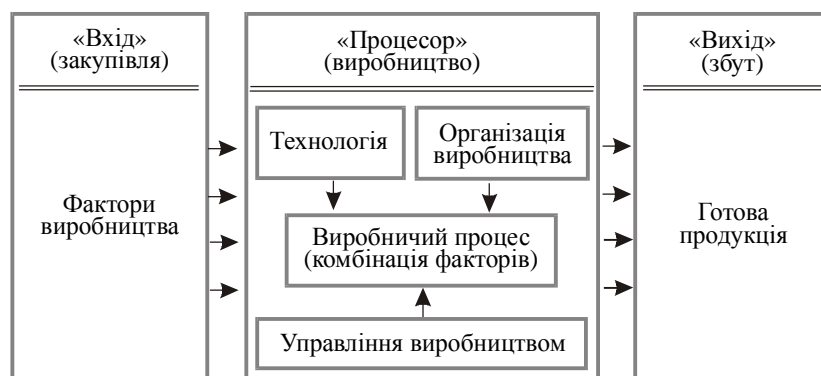 «Вхід»
(закупівля)
Фактори
виробництва
«Процесор»
(виробництво)
Технологія
Організація
виробництва
Виробничий процес
(комбінація факторів)
Управління виробництвом
«Вихід»
(збут)
Готова
продукція